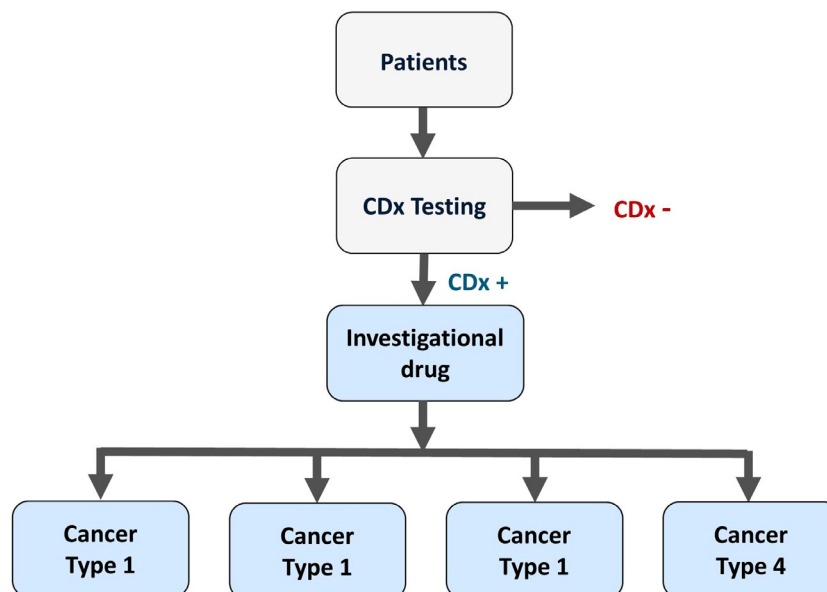 Patients
CDx Testing
CDx -
CDx +
Investigational
drug
Cancer
Type 1
Cancer
Type 1
Cancer
Type 1
Cancer
Type 4